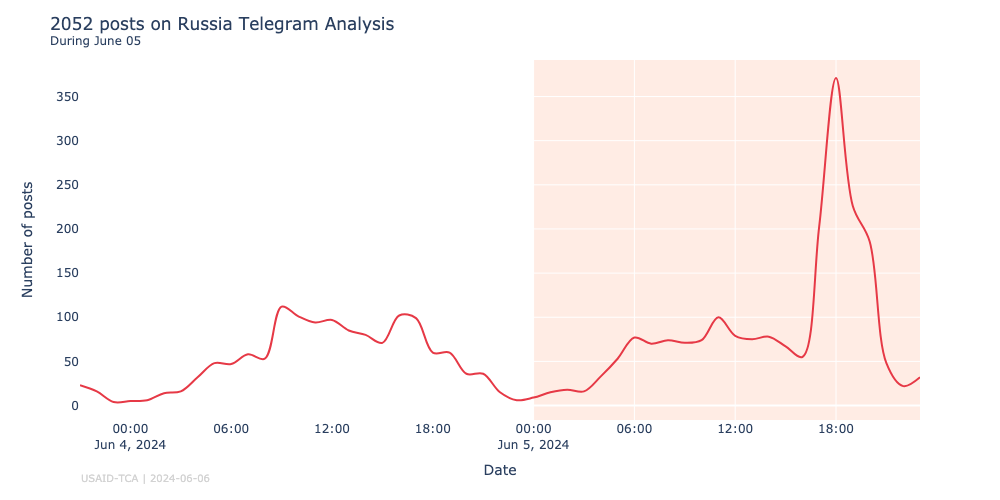 2052 posts on Russia Telegram Analysis
During June 05
Number of posts
350
300
250
200
150
100
50
0
00:00 06:00 12:00 18:00 00:00 06:00 12:00 18:00
Jun 4, 2024 Jun 5, 2024
Date
USAID-TCA | 2024-06-06